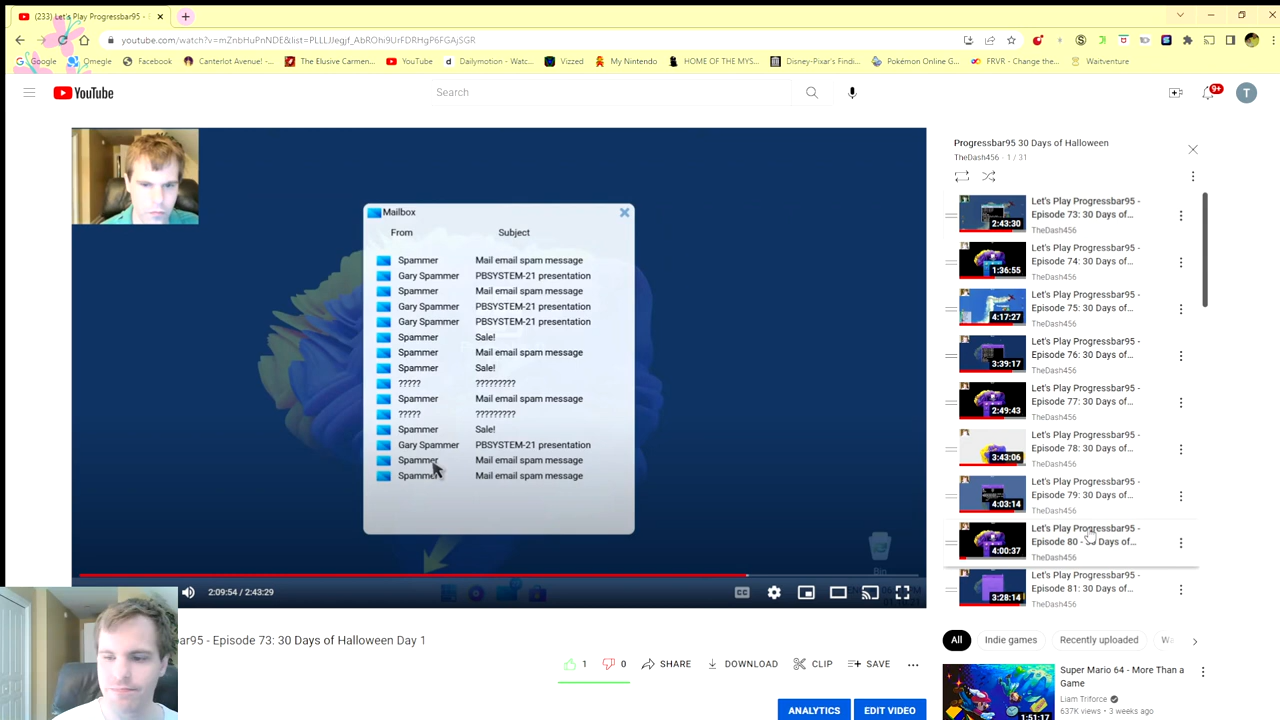 (233) Let's Play Progressbar95 -
youtube.com/watch?v=mZnbHuPnNDE&list=PLLLJJegjf_AbROhi9UrFDRHgP6FGAjSGR
Google
Omegle
Facebook
Canterlot Avenue! -...
The Elusive Carmen...
YouTube
Dailymotion - Watc...
Vizzed
My Nintendo
HOME OF THE MYS...
Disney-Pixar's Findi...
Pokémon Online G...
FRVR - Change the...
Waitventure
YouTube
Search
9+
T
Mailbox
From Subject
Spammer Mail email spam message
Gary Spammer PBSYSTEM-21 presentation
Spammer Mail email spam message
Gary Spammer PBSYSTEM-21 presentation
Gary Spammer PBSYSTEM-21 presentation
Spammer Sale!
Spammer Mail email spam message
Spammer Sale!
????? ?????????
Spammer Mail email spam message
????? ?????????
Spammer Sale!
Gary Spammer PBSYSTEM-21 presentation
Spammer Mail email spam message
Spammer Mail email spam message
Bin
2:09:54 / 2:43:29
ar95 - Episode 73: 30 Days of Halloween Day 1
1
0
SHARE
DOWNLOAD
CLIP
SAVE
ANALYTICS
EDIT VIDEO
Progressbar95 30 Days of Halloween
TheDash456 - 1 / 31
2:43:30
Let's Play Progressbar95 -
Episode 73: 30 Days of...
TheDash456
1:36:55
Let's Play Progressbar95 -
Episode 74: 30 Days of...
TheDash456
4:17:27
Let's Play Progressbar95 -
Episode 75: 30 Days of...
TheDash456
3:39:17
Let's Play Progressbar95 -
Episode 76: 30 Days of...
TheDash456
2:49:43
Let's Play Progressbar95 -
Episode 77: 30 Days of...
TheDash456
3:43:06
Let's Play Progressbar95 -
Episode 78: 30 Days of...
TheDash456
4:03:14
Let's Play Progressbar95 -
Episode 79: 30 Days of...
TheDash456
4:00:37
Let's Play Progressbar95 -
Episode 80 - 30 Days of...
TheDash456
3:28:14
Let's Play Progressbar95 -
Episode 81: 30 Days of...
TheDash456
All
Indie games
Recently uploaded
Wa
1:51:17
Super Mario 64 - More Than a
Game
Liam Triforce
637K views • 3 weeks ago